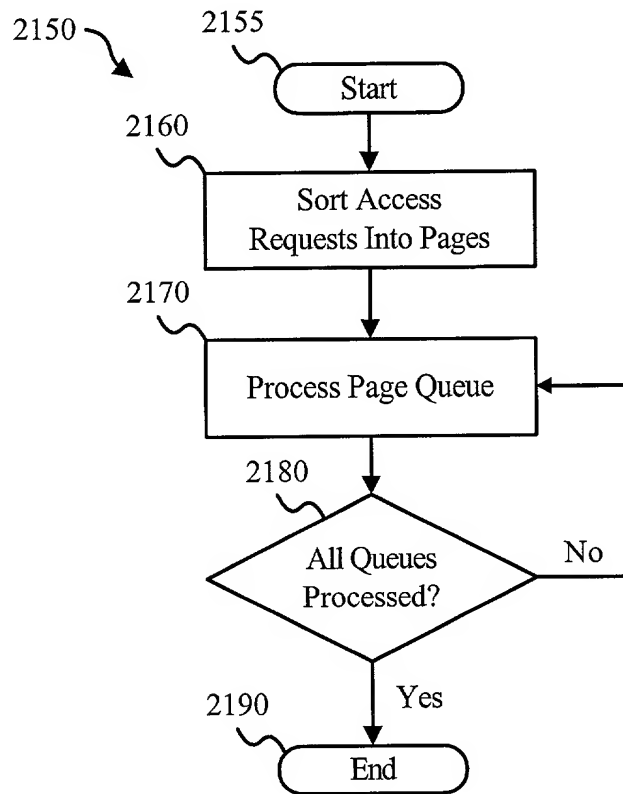 2150
2155
Start
2160
Sort Access
Requests Into Pages
2170
Process Page Queue
2180
All Queues
Processed?
No
Yes
2190
End